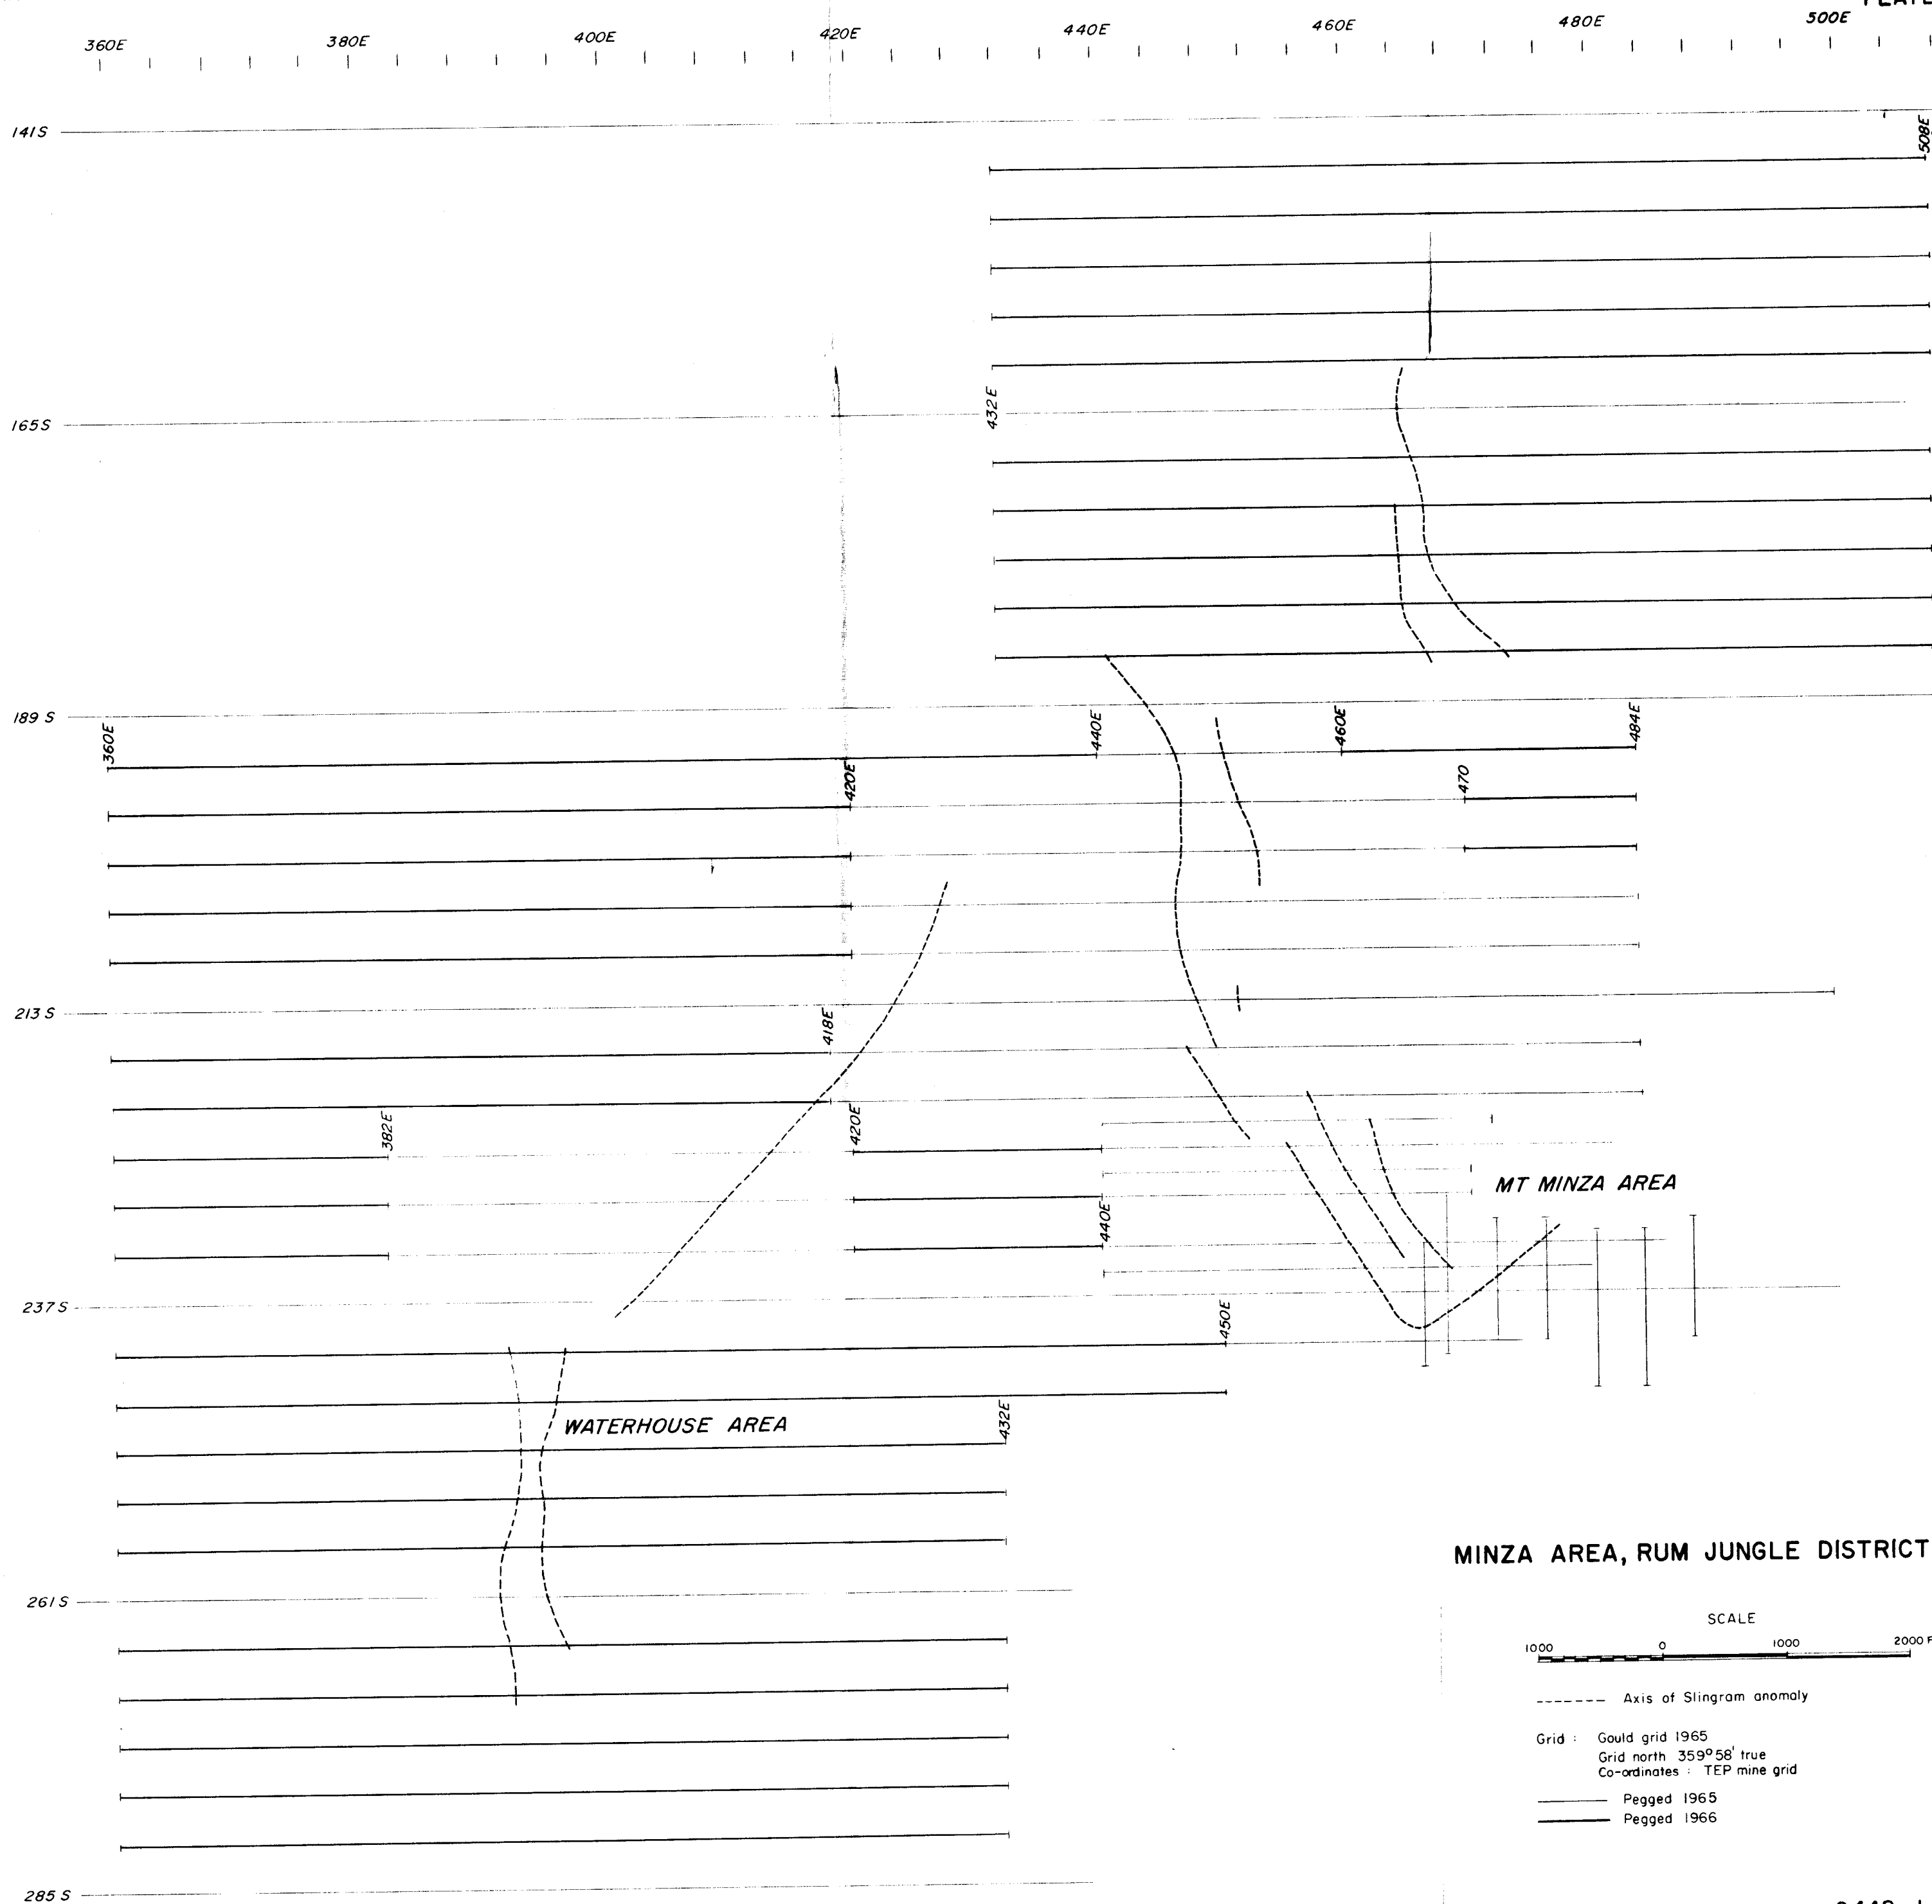 360E
380E
400E
420E
440E
460E
480E
500E
141S
508E
165S
432E
189 S
360E
440E
460E
484E
420E
470
213 S
418E
382E
420E
440E
MT MINZA AREA
237 S
450E
WATERHOUSE AREA
432E
MINZA AREA, RUM JUNGLE DISTRICT
261 S
SCALE
1000 0 1000 2000
Axis of Slingram anomaly
Grid : Gould grid 1965
Grid north 359°58' true
Co-ordinates : TEP mine grid
Pegged 1965
Pegged 1966
285 S